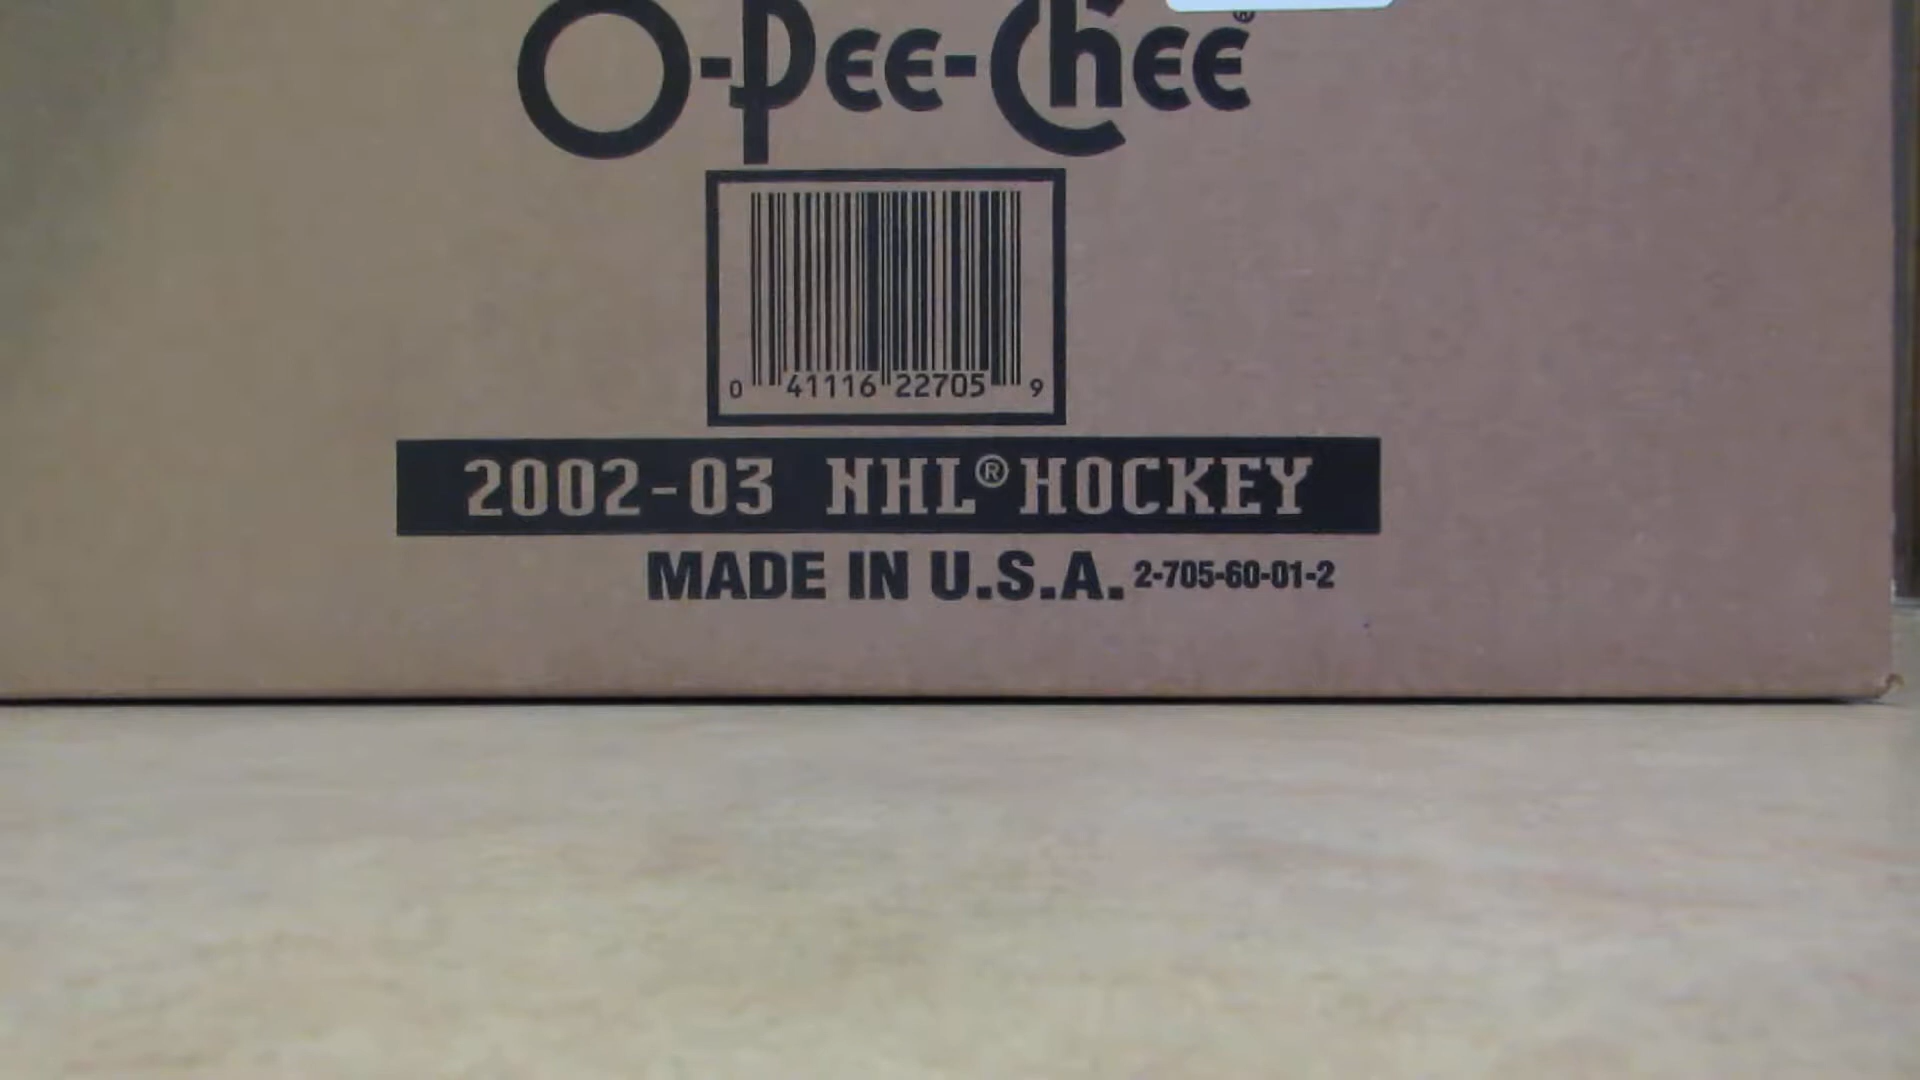 O-Pee-Chee®
0 41116 22705 9
2002-03 NHL® HOCKEY
MADE IN U.S.A. 2-705-60-01-2